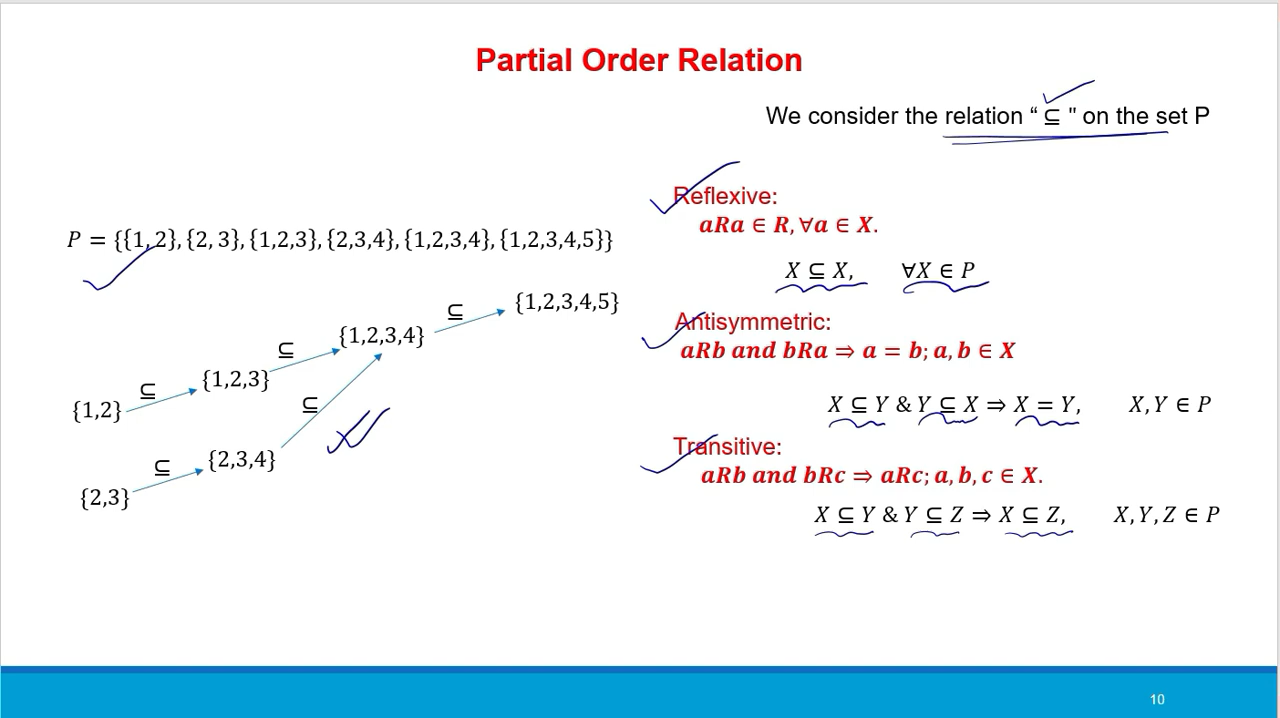 Partial Order Relation
We consider the relation “ ⊆ " on the set P
Reflexive:
aRa ∈ R, ∀a ∈ X.
P = {{1,2}, {2, 3}, {1,2,3}, {2,3,4}, {1,2,3,4}, {1,2,3,4,5}}
X ⊆ X, ∀X ∈ P
⊆ {1,2,3,4,5}
Antisymmetric:
⊆ {1,2,3,4}
aRb and bRa ⇒ a = b; a, b ∈ X
⊆ {1,2,3}
{1,2}
⊆
X ⊆ Y & Y ⊆ X ⇒ X = Y, X, Y ∈ P
Transitive:
⊆ {2,3,4}
aRb and bRc ⇒ aRc; a, b, c ∈ X.
{2,3}
X ⊆ Y & Y ⊆ Z ⇒ X ⊆ Z, X, Y, Z ∈ P
10